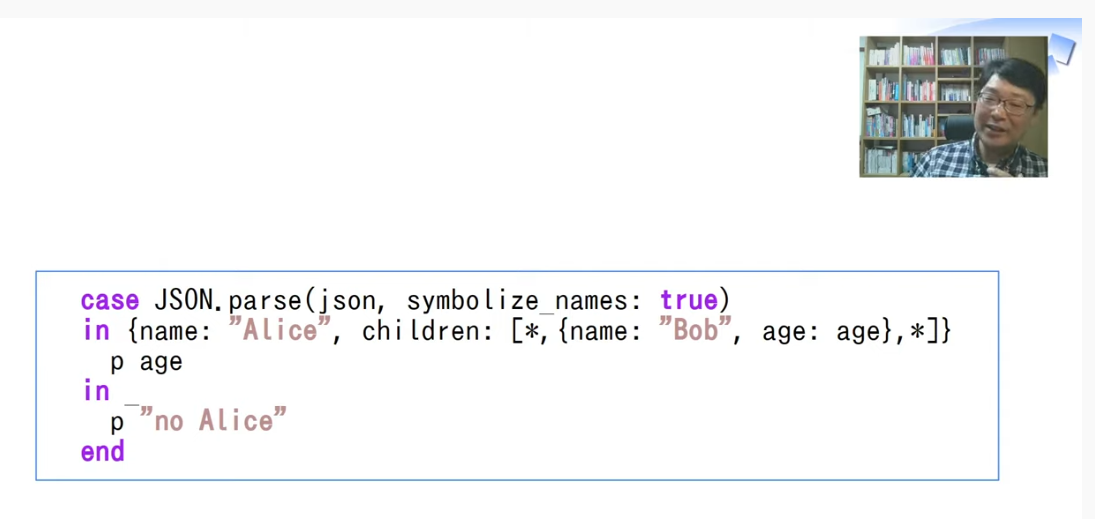 case JSON.parse(json, symbolize_names: true)
in {name: ”Alice”, children: [*,{name: ”Bob”, age: age},*]}
p age
in _
p ”no Alice”
end